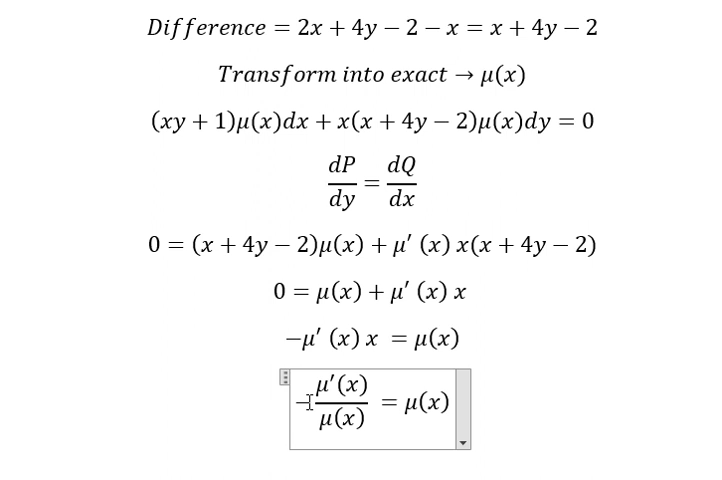 Difference = 2x + 4y − 2 − x = x + 4y − 2
Transform into exact → μ(x)
(xy + 1)μ(x)dx + x(x + 4y − 2)μ(x)dy = 0
dP/dy = dQ/dx
0 = (x + 4y − 2)μ(x) + μ′ (x) x(x + 4y − 2)
0 = μ(x) + μ′ (x) x
−μ′ (x) x = μ(x)
−μ′(x)/μ(x) = μ(x)